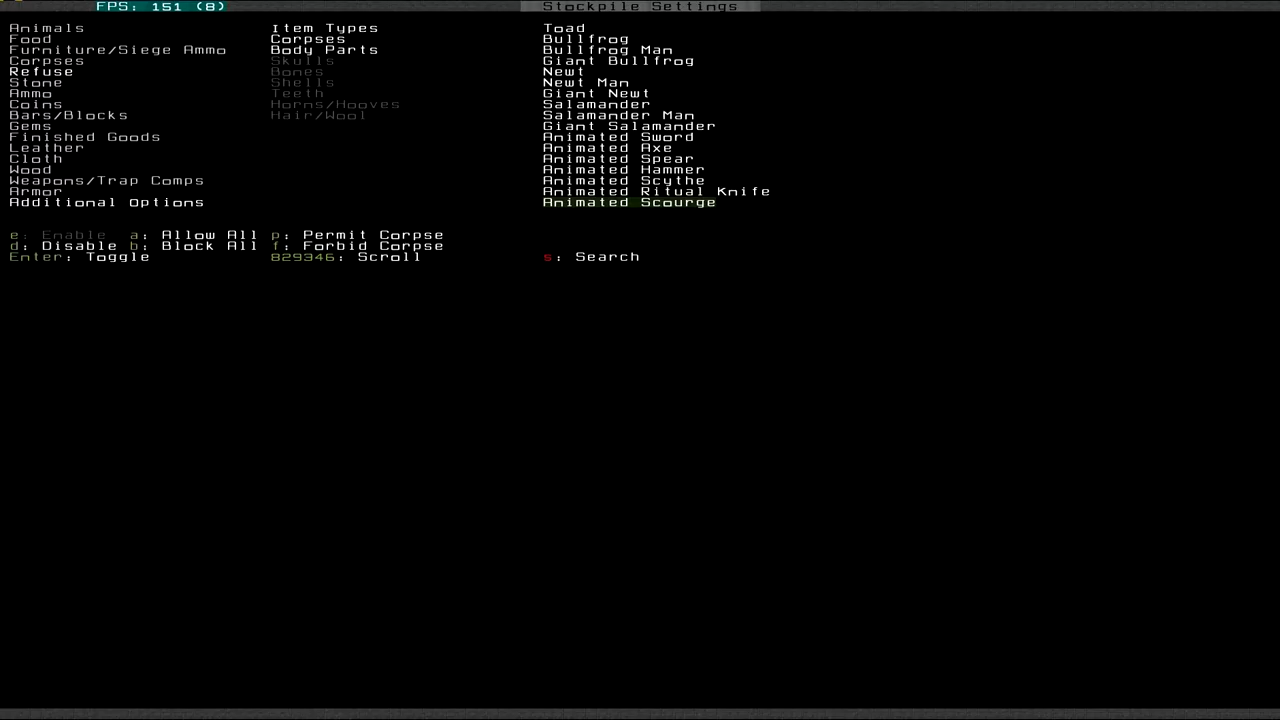 FPS: 151 (8) Stockpile Settings
Animals Item Types Toad
Food Corpses Bullfrog
Furniture/Siege Ammo Body Parts Bullfrog Man
Corpses Skulls Giant Bullfrog
Refuse Bones Newt
Stone Shells Newt Man
Ammo Teeth Giant Newt
Coins Horns/Hooves Salamander
Bars/Blocks Hair/Wool Salamander Man
Gems Giant Salamander
Finished Goods Animated Sword
Leather Animated Axe
Cloth Animated Spear
Wood Animated Hammer
Weapons/Trap Comps Animated Scythe
Armor Animated Ritual Knife
Additional Options Animated Scourge
e: Enable a: Allow All p: Permit Corpse
d: Disable b: Block All f: Forbid Corpse
Enter: Toggle 829346: Scroll s: Search